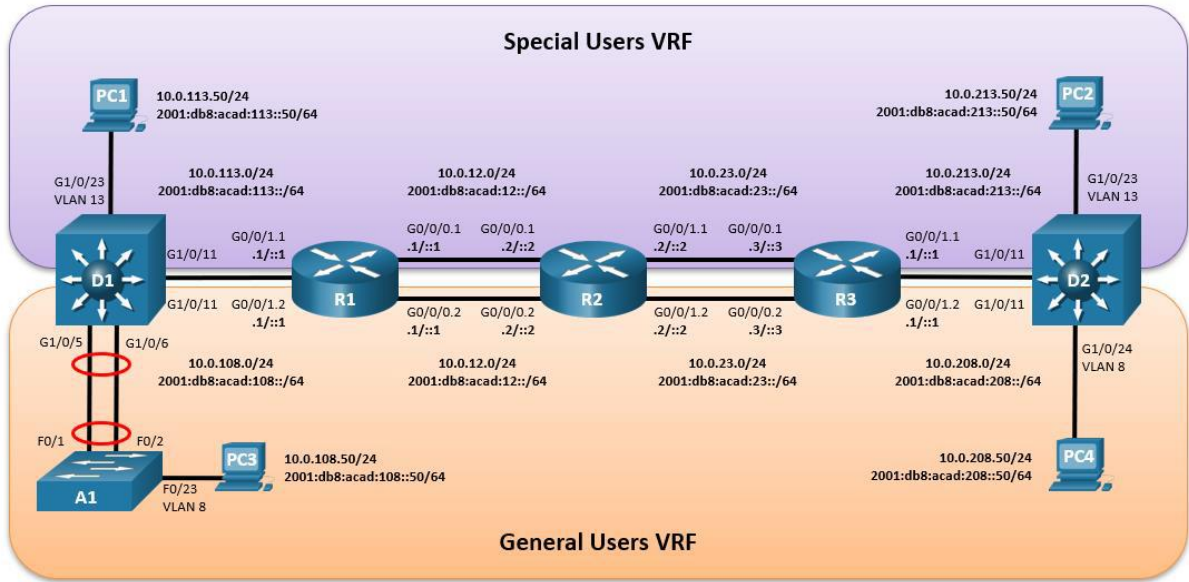 Special Users VRF
PC1
10.0.113.50/24
2001:db8:acad:113::50/64
10.0.213.50/24
2001:db8:acad:213::50/64
PC2
G1/0/23
VLAN 13
10.0.113.0/24
2001:db8:acad:113::/64
10.0.12.0/24
2001:db8:acad:12::/64
10.0.23.0/24
2001:db8:acad:23::/64
10.0.213.0/24
2001:db8:acad:213::/64
G1/0/23
VLAN 13
D1
G1/0/11
G0/0/1.1
.1/::1
R1
G0/0/0.1
.1/::1
G0/0/0.1
.2/::2
R2
G0/0/1.1
.2/::2
G0/0/0.1
.3/::3
R3
G0/0/1.1
.1/::1
G1/0/11
D2
G1/0/11
G0/0/1.2
.1/::1
G0/0/0.2
.1/::1
G0/0/0.2
.2/::2
G0/0/1.2
.2/::2
G0/0/0.2
.3/::3
G0/0/1.2
.1/::1
G1/0/11
G1/0/5
G1/0/6
10.0.108.0/24
2001:db8:acad:108::/64
10.0.12.0/24
2001:db8:acad:12::/64
10.0.23.0/24
2001:db8:acad:23::/64
10.0.208.0/24
2001:db8:acad:208::/64
G1/0/24
VLAN 8
F0/1
F0/2
A1
F0/23
VLAN 8
PC3
10.0.108.50/24
2001:db8:acad:108::50/64
10.0.208.50/24
2001:db8:acad:208::50/64
PC4
General Users VRF